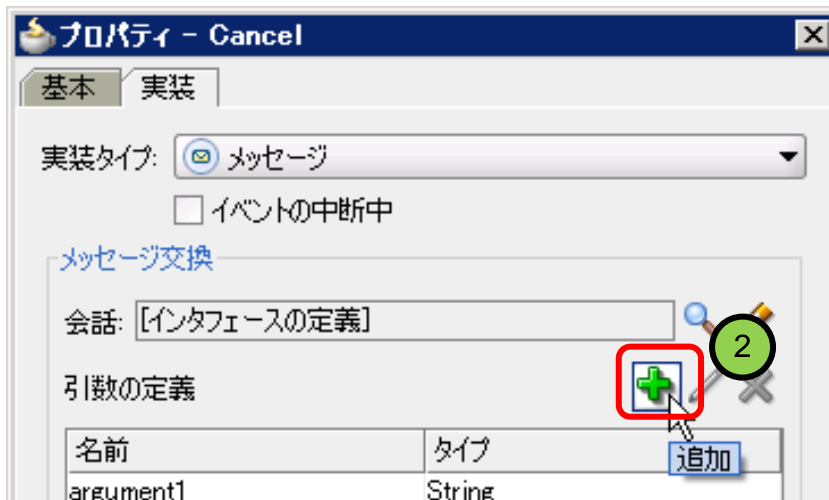 プロパティ - Cancel
基本 実装
実装タイプ: メッセージ
イベントの中断中
メッセージ交換
会話: [インタフェースの定義]
2
引数の定義
追加
名前 タイプ
argument1 String